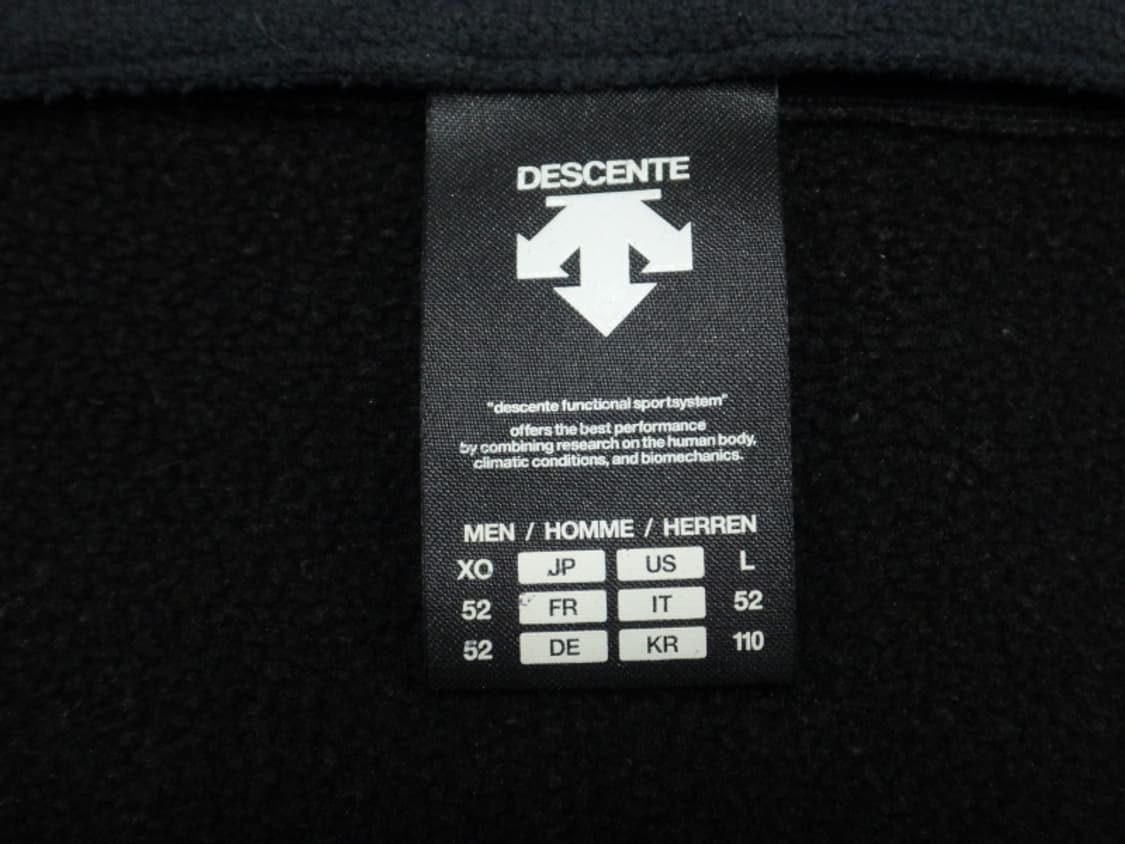 DESCENTE
"descente functional sportsystem"
offers the best performance
by combining research on the human body,
climatic conditions, and biomechanics.
MEN / HOMME / HERREN
XO JP US L
52 FR IT 52
52 DE KR 110